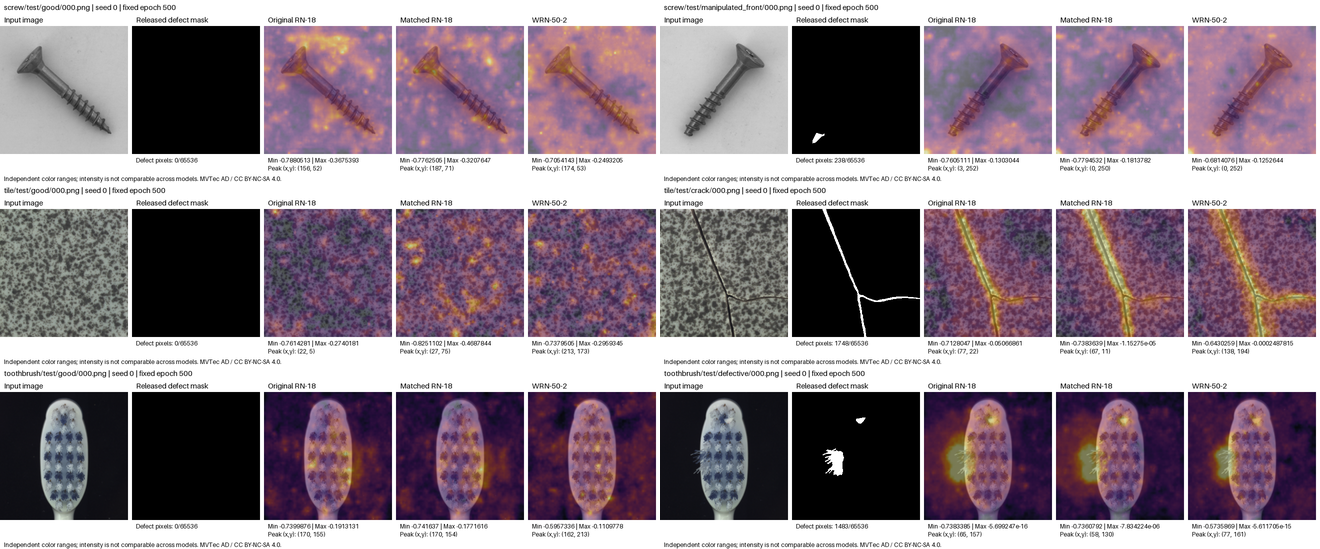 screw/test/good/000.png | seed 0 | fixed epoch 500
Input image
Released defect mask
Original RN-18
Matched RN-18
WRN-50-2
Defect pixels: 0/65536
Min -0.7880513 | Max -0.3675393
Peak (x,y): (156, 52)
Min -0.7762505 | Max -0.3207647
Peak (x,y): (187, 71)
Min -0.7054143 | Max -0.2493205
Peak (x,y): (174, 53)
Independent color ranges; intensity is not comparable across models. MVTec AD / CC BY-NC-SA 4.0.
screw/test/manipulated_front/000.png | seed 0 | fixed epoch 500
Input image
Released defect mask
Original RN-18
Matched RN-18
WRN-50-2
Defect pixels: 238/65536
Min -0.7605111 | Max -0.1303044
Peak (x,y): (3, 252)
Min -0.7794532 | Max -0.1813782
Peak (x,y): (0, 250)
Min -0.6814076 | Max -0.1252644
Peak (x,y): (0, 252)
Independent color ranges; intensity is not comparable across models. MVTec AD / CC BY-NC-SA 4.0.
tile/test/good/000.png | seed 0 | fixed epoch 500
Input image
Released defect mask
Original RN-18
Matched RN-18
WRN-50-2
Defect pixels: 0/65536
Min -0.7614281 | Max -0.2740181
Peak (x,y): (22, 5)
Min -0.8251102 | Max -0.4687844
Peak (x,y): (27, 75)
Min -0.7379505 | Max -0.2959345
Peak (x,y): (213, 173)
Independent color ranges; intensity is not comparable across models. MVTec AD / CC BY-NC-SA 4.0.
tile/test/crack/000.png | seed 0 | fixed epoch 500
Input image
Released defect mask
Original RN-18
Matched RN-18
WRN-50-2
Defect pixels: 1748/65536
Min -0.7128047 | Max -0.05066861
Peak (x,y): (77, 22)
Min -0.7383639 | Max -1.15275e-05
Peak (x,y): (67, 11)
Min -0.6430259 | Max -0.0002487815
Peak (x,y): (138, 194)
Independent color ranges; intensity is not comparable across models. MVTec AD / CC BY-NC-SA 4.0.
toothbrush/test/good/000.png | seed 0 | fixed epoch 500
Input image
Released defect mask
Original RN-18
Matched RN-18
WRN-50-2
Defect pixels: 0/65536
Min -0.7399876 | Max -0.1913131
Peak (x,y): (170, 155)
Min -0.741637 | Max -0.1771616
Peak (x,y): (170, 154)
Min -0.5957336 | Max -0.1109778
Peak (x,y): (162, 213)
Independent color ranges; intensity is not comparable across models. MVTec AD / CC BY-NC-SA 4.0.
toothbrush/test/defective/000.png | seed 0 | fixed epoch 500
Input image
Released defect mask
Original RN-18
Matched RN-18
WRN-50-2
Defect pixels: 1483/65536
Min -0.7383385 | Max -5.699247e-16
Peak (x,y): (65, 157)
Min -0.7360792 | Max -7.834224e-06
Peak (x,y): (58, 130)
Min -0.5735869 | Max -5.611705e-15
Peak (x,y): (77, 161)
Independent color ranges; intensity is not comparable across models. MVTec AD / CC BY-NC-SA 4.0.